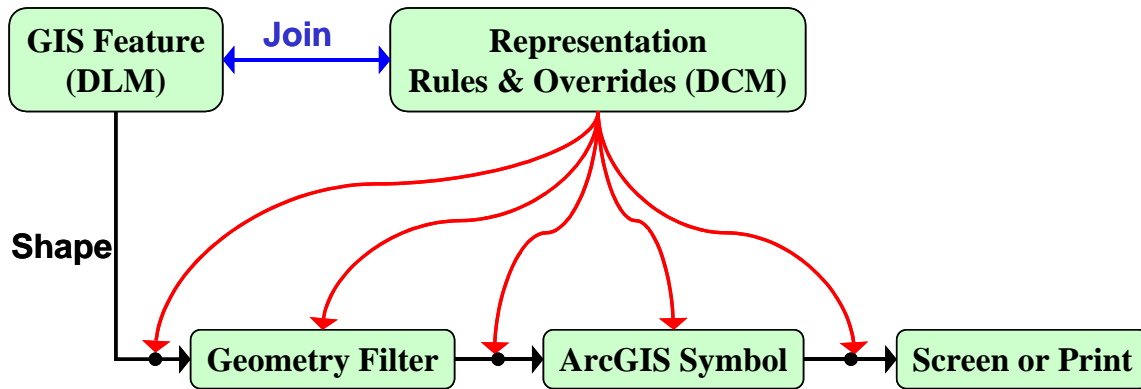 GIS Feature
(DLM)
Join
Representation
Rules & Overrides (DCM)
Shape
Geometry Filter
ArcGIS Symbol
Screen or Print